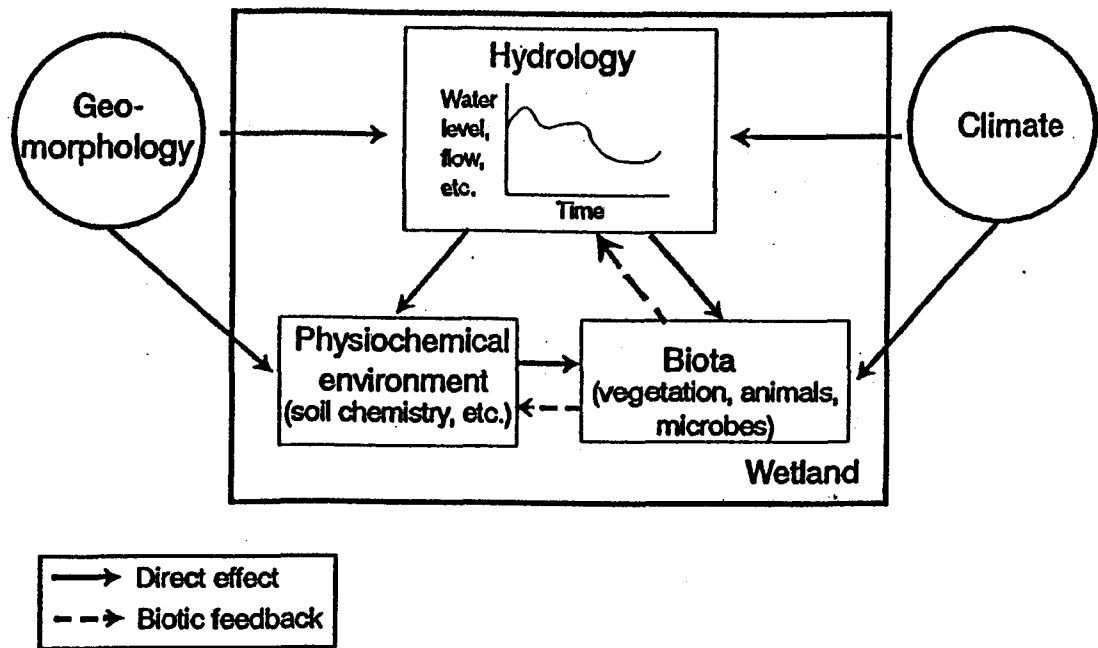 Hydrology
Water
level,
flow,
etc.
Time
Geo-
morphology
Climate
Physiochemical
environment
(soil chemistry, etc.)
Biota
(vegetation, animals,
microbes)
Wetland
Direct effect
Biotic feedback